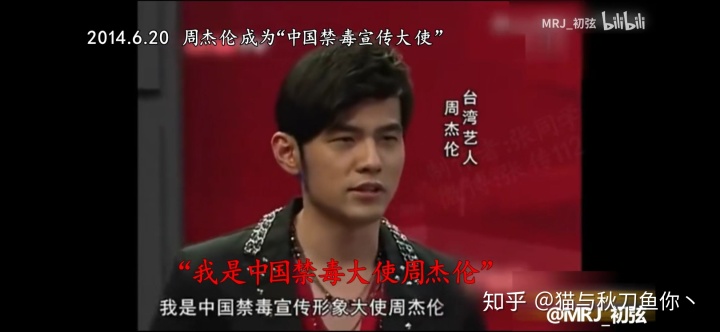 MRJ_初弦 bilibili
2014.6.20 周杰伦成为“中国禁毒宣传大使”
台湾艺人
周杰伦
“我是中国禁毒大使周杰伦”
我是中国禁毒宣传形象大使周杰伦
知乎 @猫与秋刀鱼你丶
@MRJ_初弦